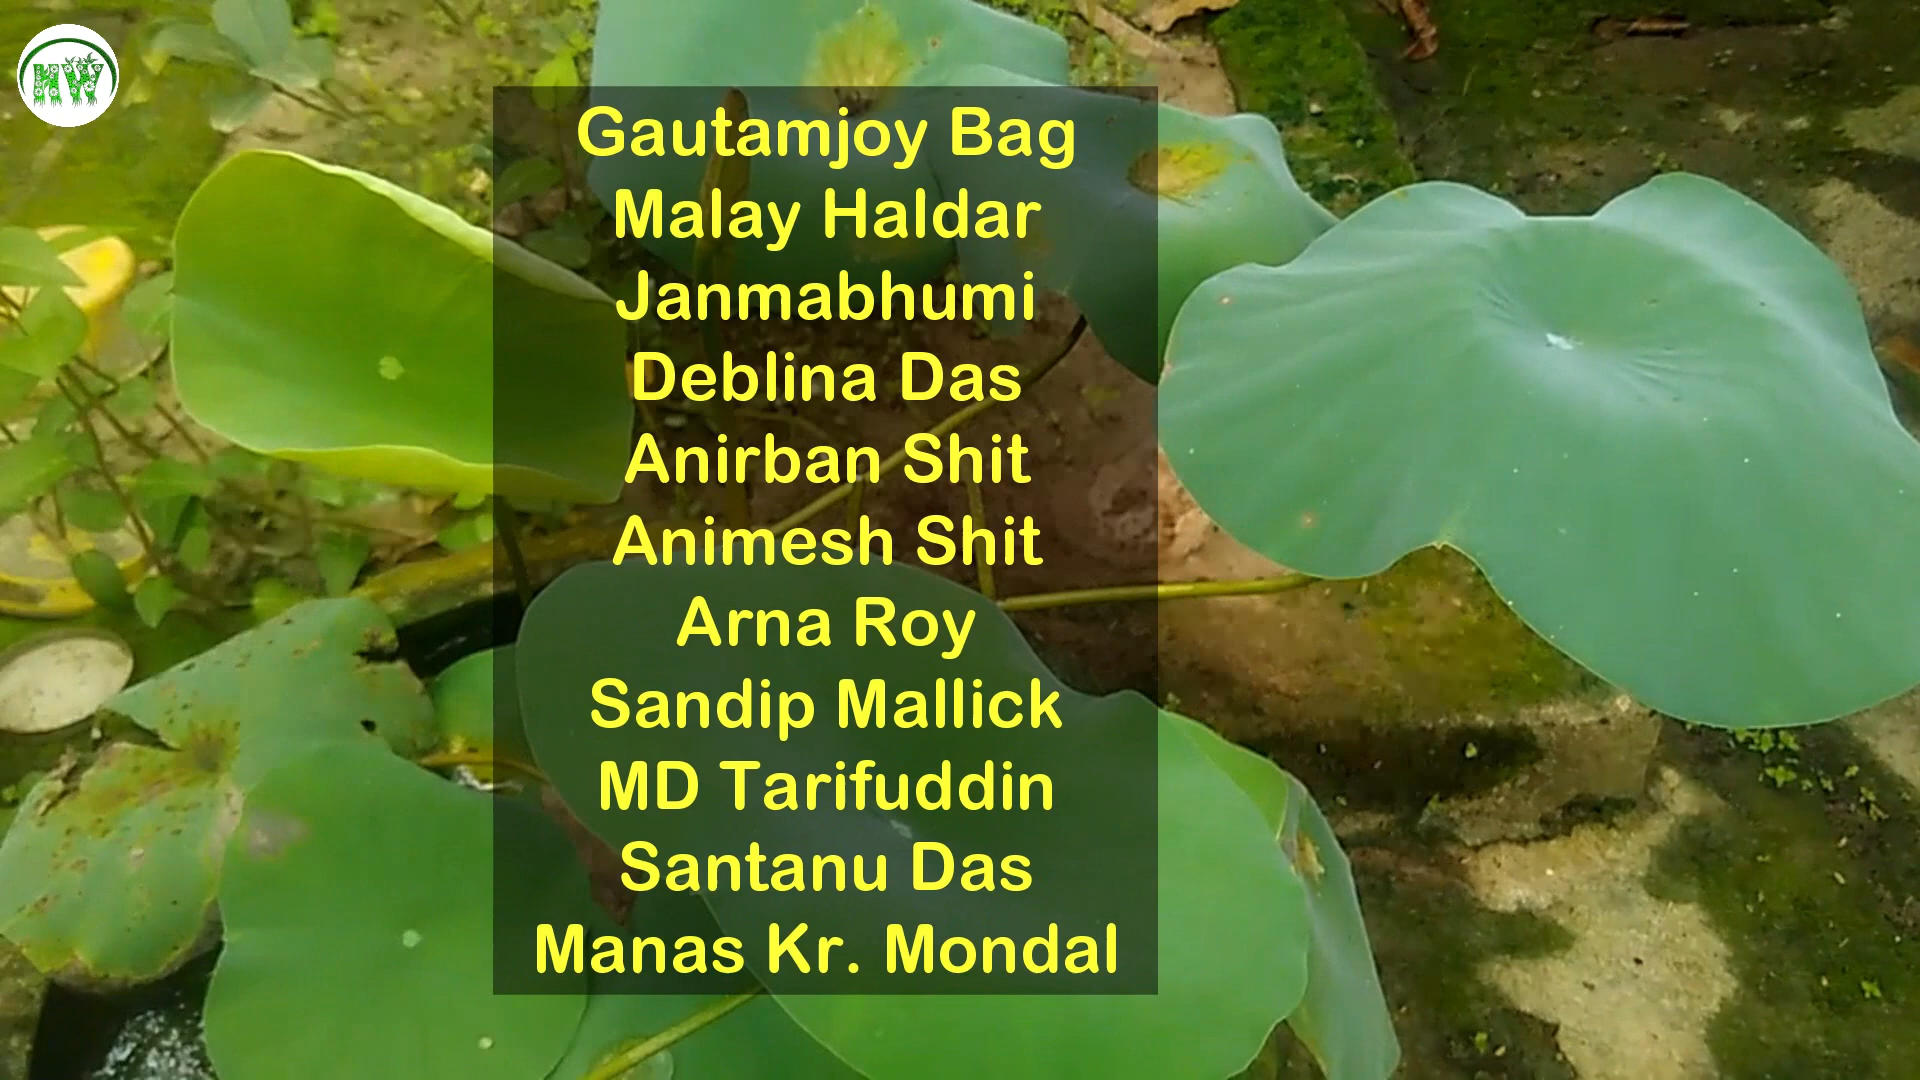 HW
Gautamjoy Bag
Malay Haldar
Janmabhumi
Deblina Das
Anirban Shit
Animesh Shit
Arna Roy
Sandip Mallick
MD Tarifuddin
Santanu Das
Manas Kr. Mondal